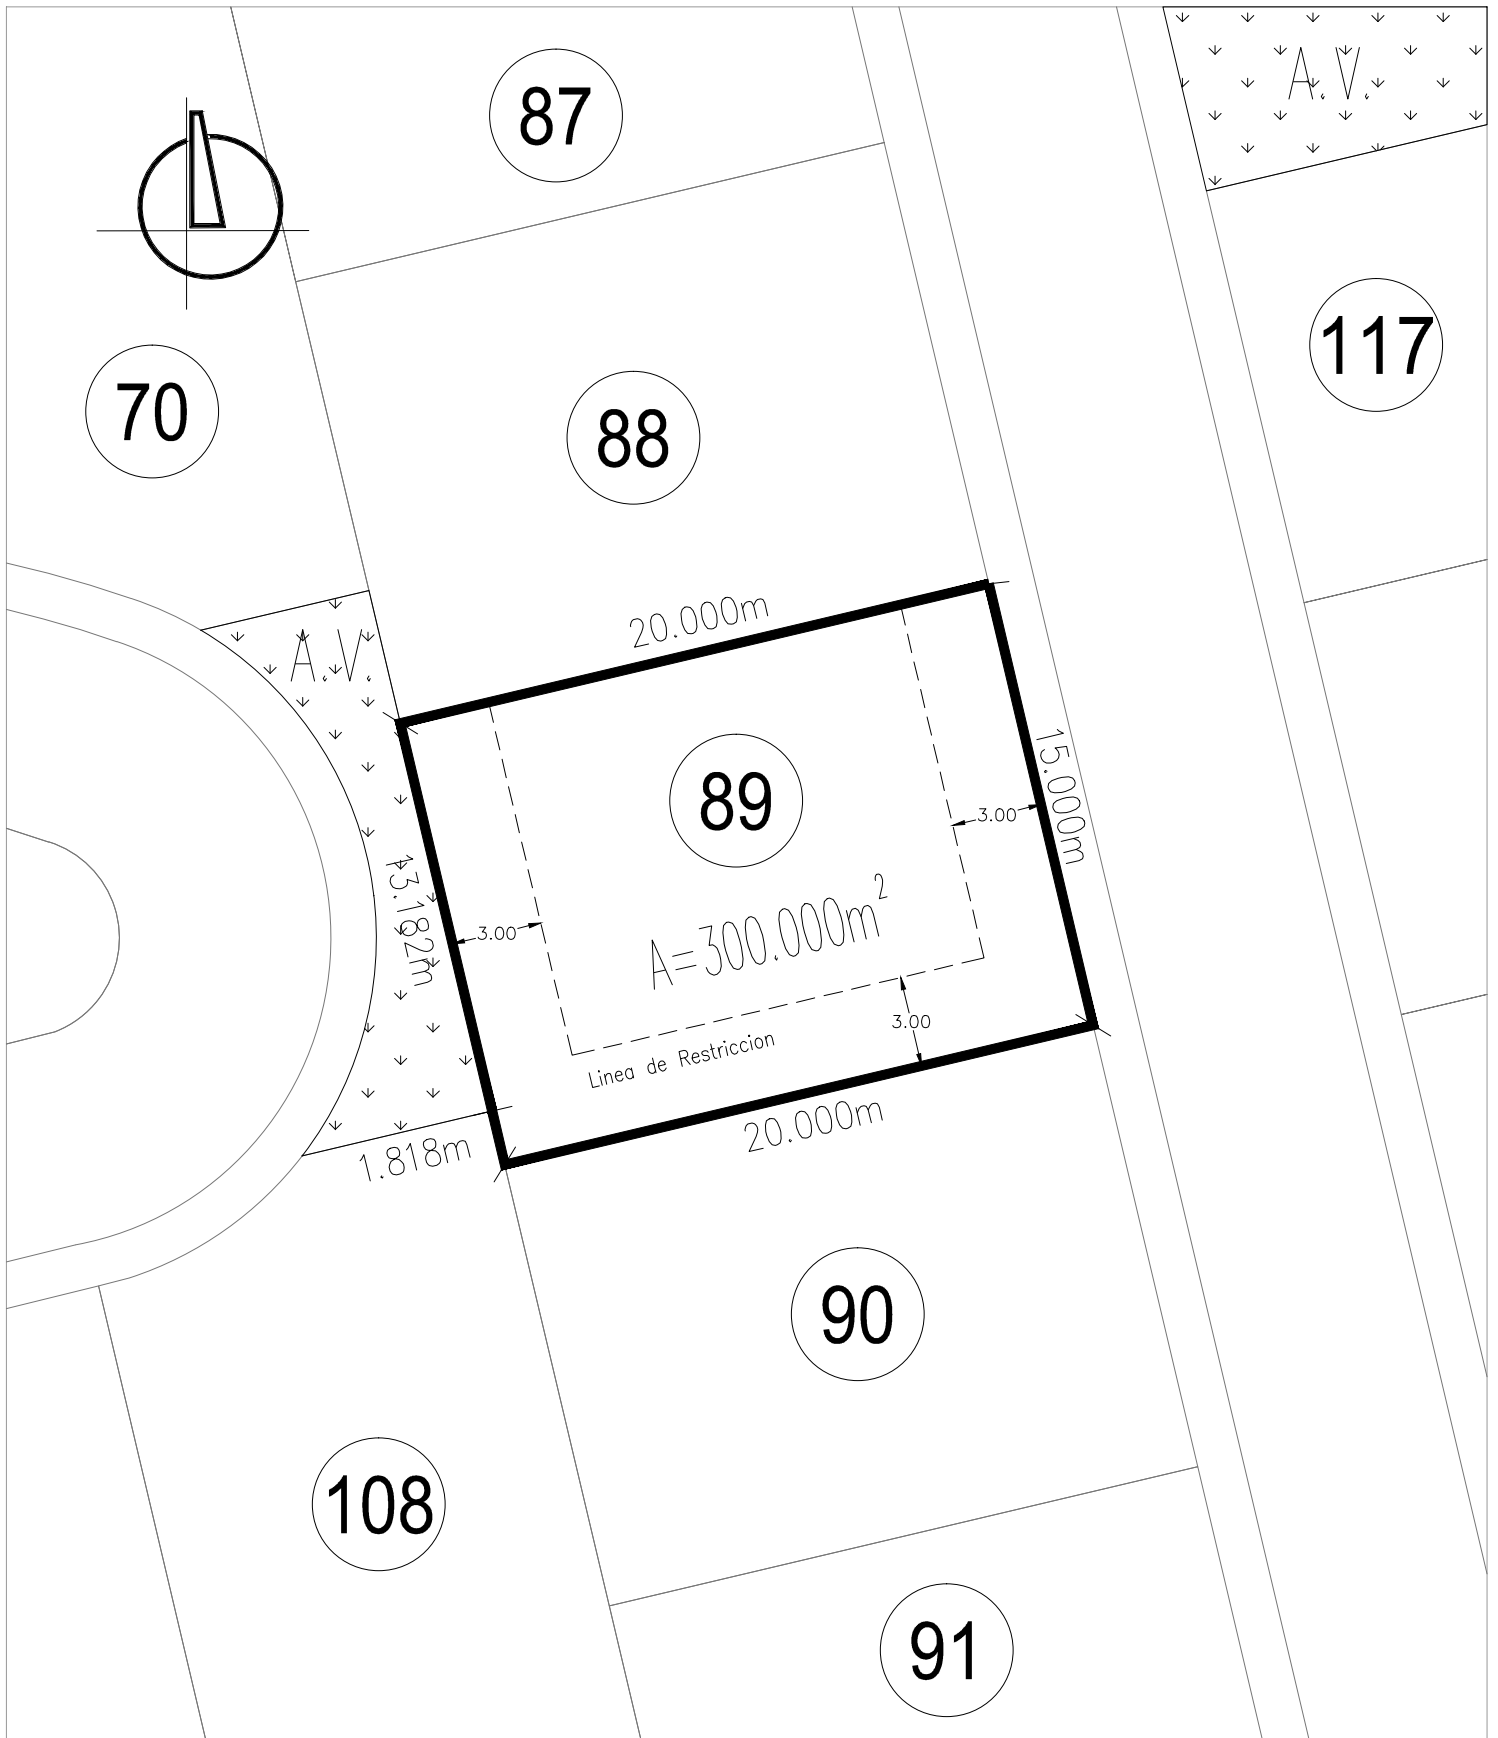 A.V.
87
117
70
88
20.000m
A.V.
15.000m
89
3.00
13.182m
3.00
A=300.000m²
3.00
Linea de Restriccion
20.000m
1.818m
90
108
91